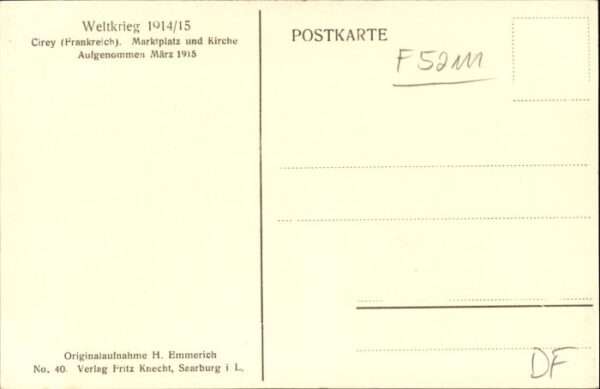 Weltkrieg 1914/15
Cirey (Frankreich). Marktplatz und Kirche
Aufgenommen März 1915
POSTKARTE
Originalaufnahme H. Emmerich
No. 40. Verlag Fritz Knecht, Saarburg i L.
DF